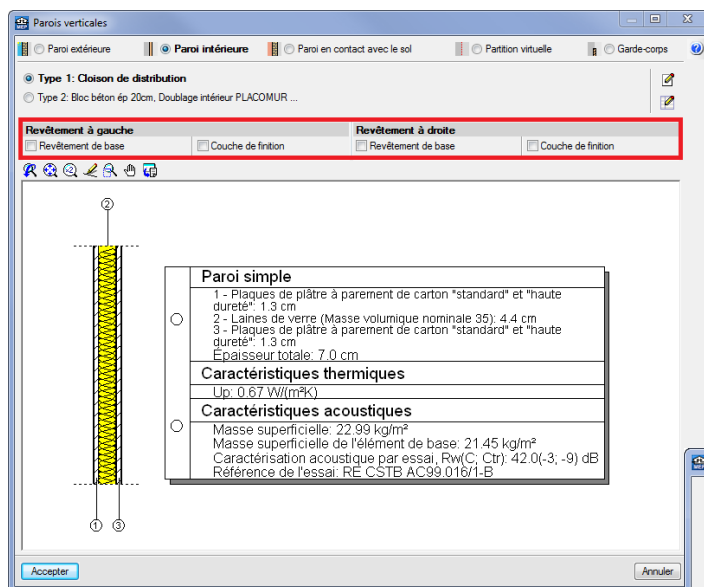 Parois verticales
Paroi extérieure
Paroi intérieure
Paroi en contact avec le sol
Partition virtuelle
Garde-corps
Type 1: Cloison de distribution
Type 2: Bloc béton ép 20cm, Doublage intérieur PLACOMUR ...
Revêtement à gauche
Revêtement à droite
Revêtement de base
Couche de finition
Revêtement de base
Couche de finition
2
Paroi simple
1 - Plaques de plâtre à parement de carton "standard" et "haute
dureté": 1.3 cm
2 - Laines de verre (Masse volumique nominale 35): 4.4 cm
3 - Plaques de plâtre à parement de carton "standard" et "haute
dureté": 1.3 cm
Épaisseur totale: 7.0 cm
Caractéristiques thermiques
Up: 0.67 W/(m²K)
Caractéristiques acoustiques
Masse superficielle: 22.99 kg/m²
Masse superficielle de l'élément de base: 21.45 kg/m²
Caractérisation acoustique par essai, Rw(C; Ctr): 42.0(-3; -9) dB
Référence de l'essai: RE CSTB AC99.016/1-B
1
3
Accepter
Annuler